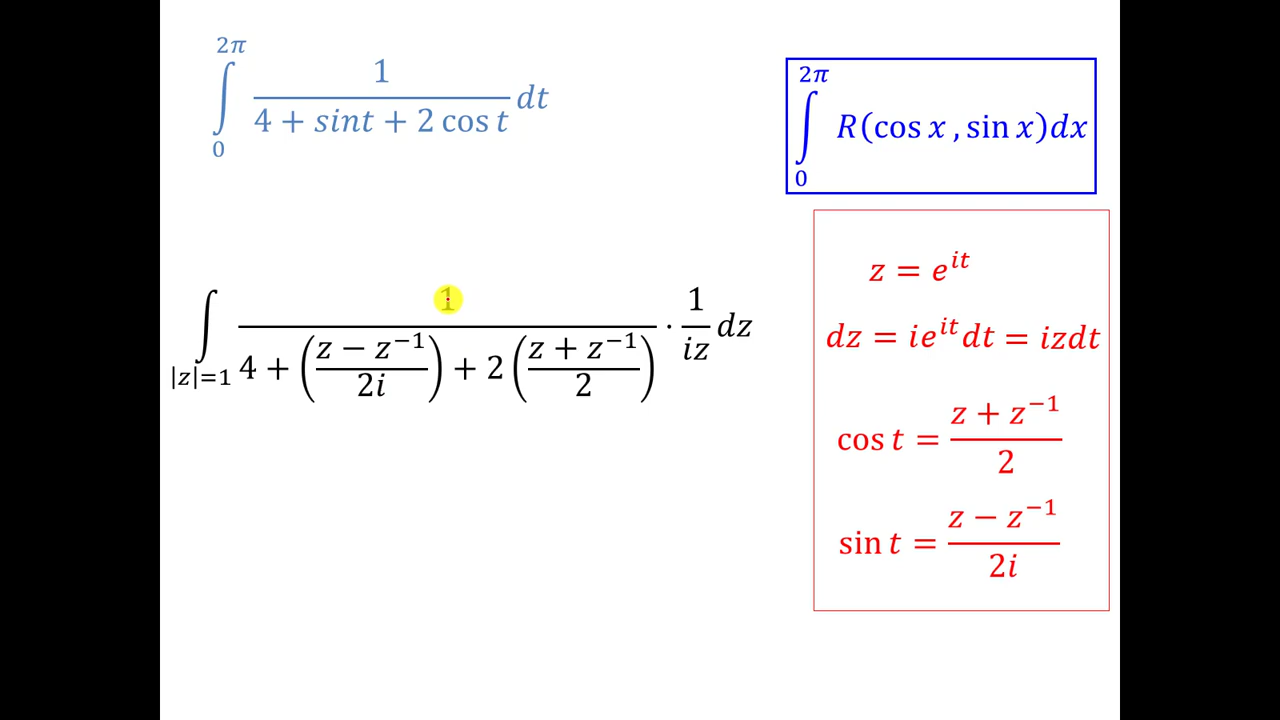 ∫₀^{2π} 1/(4 + sint + 2 cos t) dt
∫₀^{2π} R(cos x , sin x)dx
∫_{|z|=1} 1/(4 + ((z − z⁻¹)/2i) + 2((z + z⁻¹)/2)) · 1/iz dz
z = e^{it}
dz = ie^{it}dt = izdt
cos t = (z + z⁻¹)/2
sin t = (z − z⁻¹)/2i